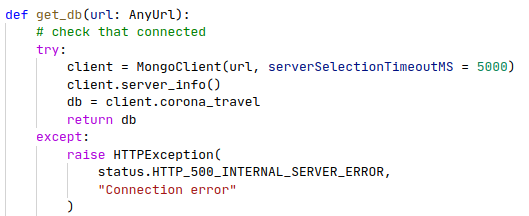 def get_db(url: AnyUrl):
    # check that connected
    try:
        client = MongoClient(url, serverSelectionTimeoutMS = 5000)
        client.server_info()
        db = client.corona_travel
        return db
    except:
        raise HTTPException(
            status.HTTP_500_INTERNAL_SERVER_ERROR,
            "Connection error"
        )